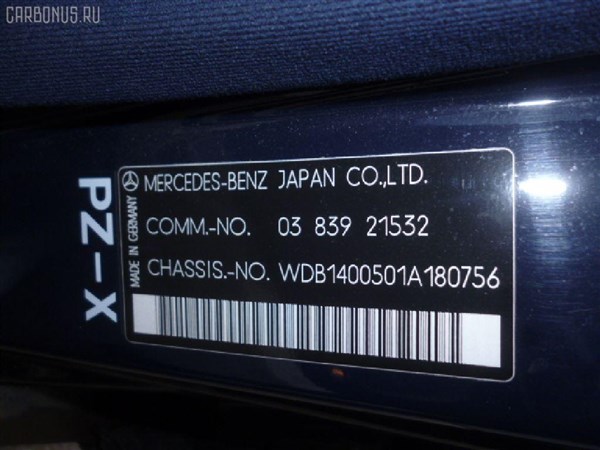 CARBONUS.RU
PZ-X
MADE IN GERMANY
MERCEDES-BENZ JAPAN CO.,LTD.
COMM.-NO. 03 839 21532
CHASSIS.-NO. WDB1400501A180756